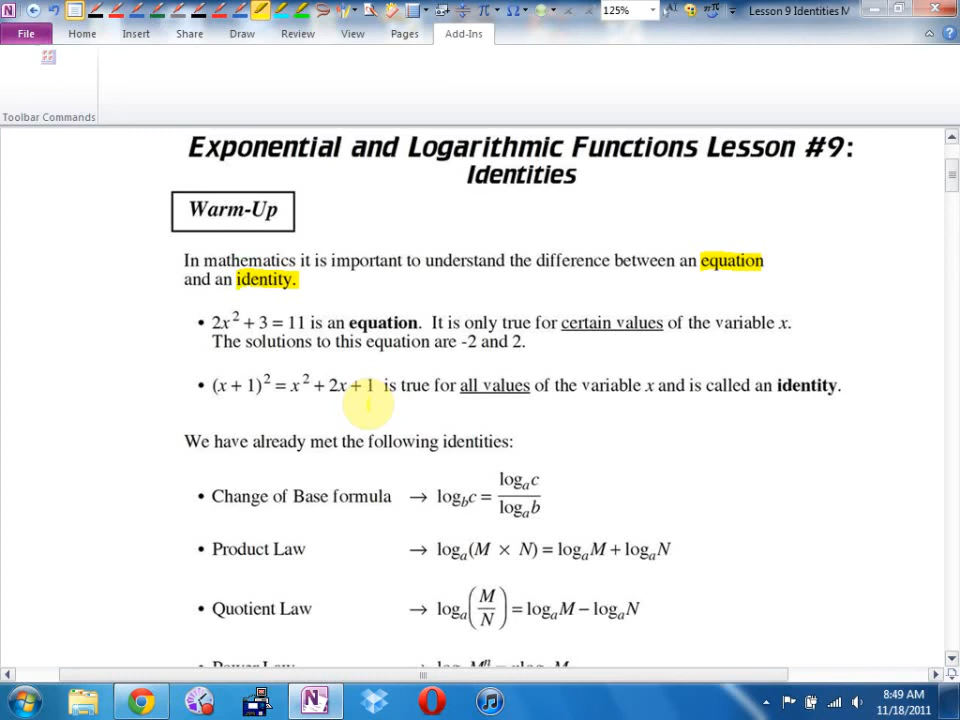 125% Lesson 9 Identities M
File Home Insert Share Draw Review View Pages Add-Ins
Toolbar Commands
Exponential and Logarithmic Functions Lesson #9:
Identities
Warm-Up
In mathematics it is important to understand the difference between an equation
and an identity.
• 2x² + 3 = 11 is an equation. It is only true for certain values of the variable x.
The solutions to this equation are -2 and 2.
• (x + 1)² = x² + 2x + 1 is true for all values of the variable x and is called an identity.
We have already met the following identities:
• Change of Base formula → log_b c = log_a c / log_a b
• Product Law → log_a(M × N) = log_a M + log_a N
• Quotient Law → log_a(M/N) = log_a M − log_a N
8:49 AM
11/18/2011